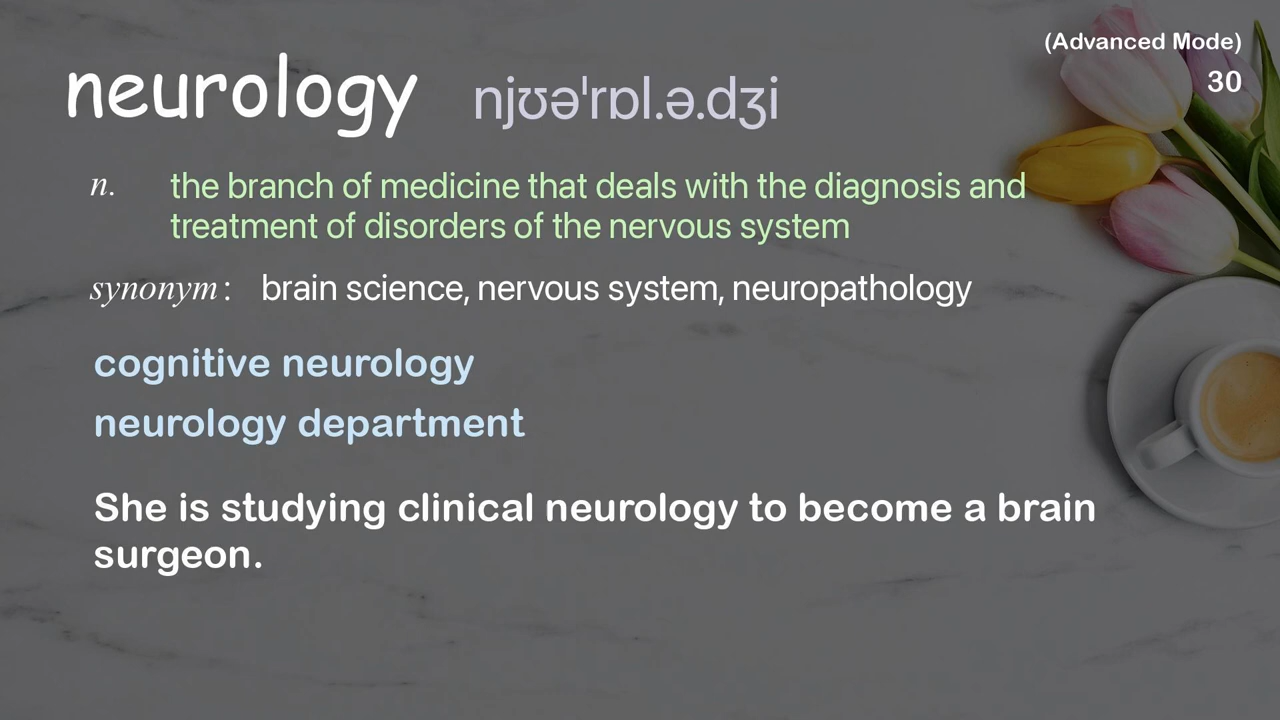 (Advanced Mode)
30
neurology njʊəˈrɒl.ə.dʒi
n. the branch of medicine that deals with the diagnosis and
treatment of disorders of the nervous system
synonym: brain science, nervous system, neuropathology
cognitive neurology
neurology department
She is studying clinical neurology to become a brain
surgeon.